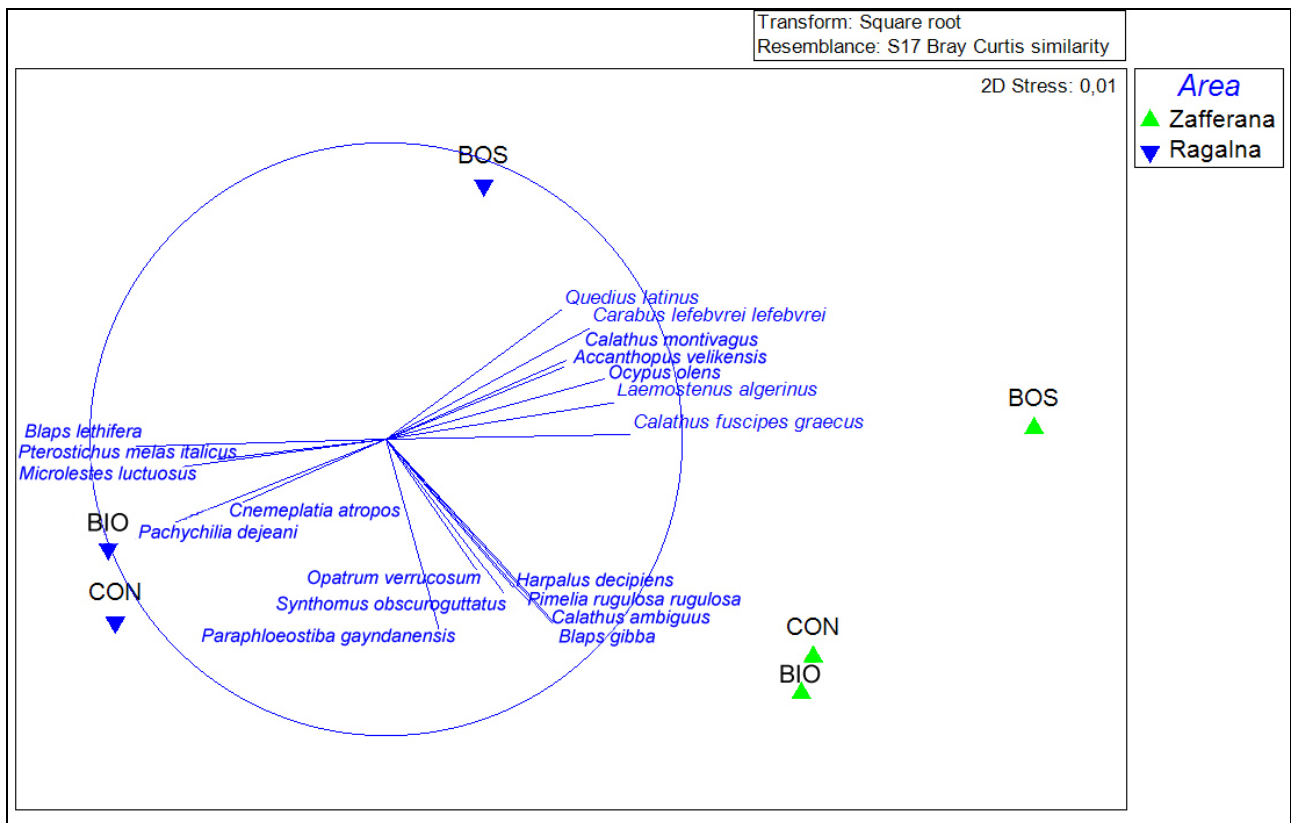 Transform: Square root
Resemblance: S17 Bray Curtis similarity
2D Stress: 0,01
Area
Zafferana
Ragalna
BOS
Quedius latinus
Carabus lefebvrei lefebvrei
Calathus montivagus
Accanthopus velikensis
Ocypus olens
Laemostenus algerinus
Calathus fuscipes graecus
BOS
Blaps lethifera
Pterostichus melas italicus
Microlestes luctuosus
Cnemeplatia atropos
Pachychilia dejeani
BIO
CON
Opatrum verrucosum
Synthomus obscuroguttatus
Paraphloeostiba gayndanensis
Harpalus decipiens
Pimelia rugulosa rugulosa
Calathus ambiguus
Blaps gibba
CON
BIO